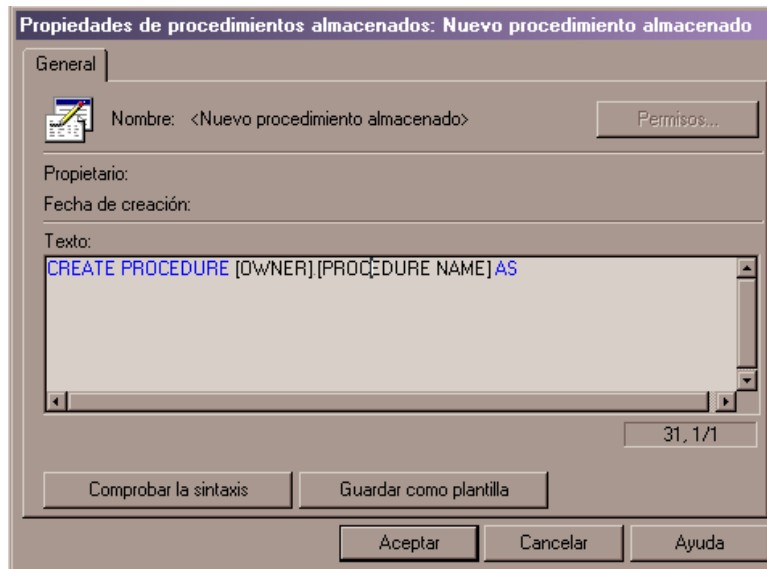 Propiedades de procedimientos almacenados: Nuevo procedimiento almacenado
General
Nombre: <Nuevo procedimiento almacenado> Permisos...
Propietario:
Fecha de creación:
Texto:
CREATE PROCEDURE [OWNER].[PROCEDURE NAME] AS
31, 1/1
Comprobar la sintaxis Guardar como plantilla
Aceptar Cancelar Ayuda